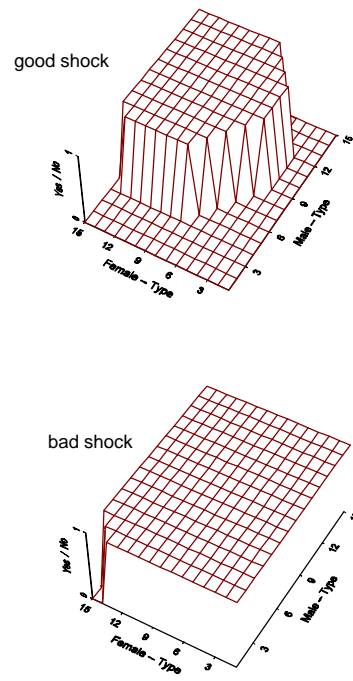 good shock
1
Yes / No
0
15
12
9
6
3
Female – Type
3
6
9
12
15
Male – Type
bad shock
1
Yes / No
0
15
12
9
6
3
Female – Type
3
6
9
12
Male – Type